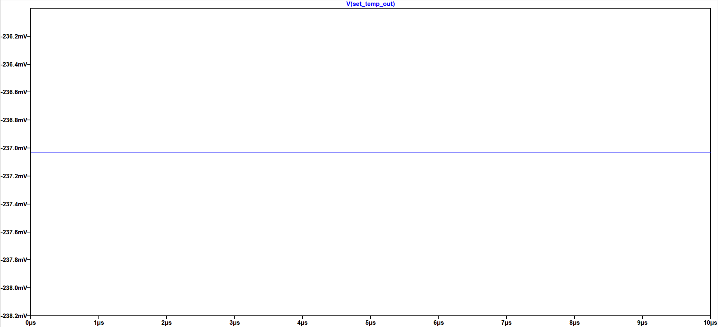 V(set_temp_out)
-236.2mV
-236.4mV
-236.6mV
-236.8mV
-237.0mV
-237.2mV
-237.4mV
-237.6mV
-237.8mV
-238.0mV
-238.2mV
0µs 1µs 2µs 3µs 4µs 5µs 6µs 7µs 8µs 9µs 10µs